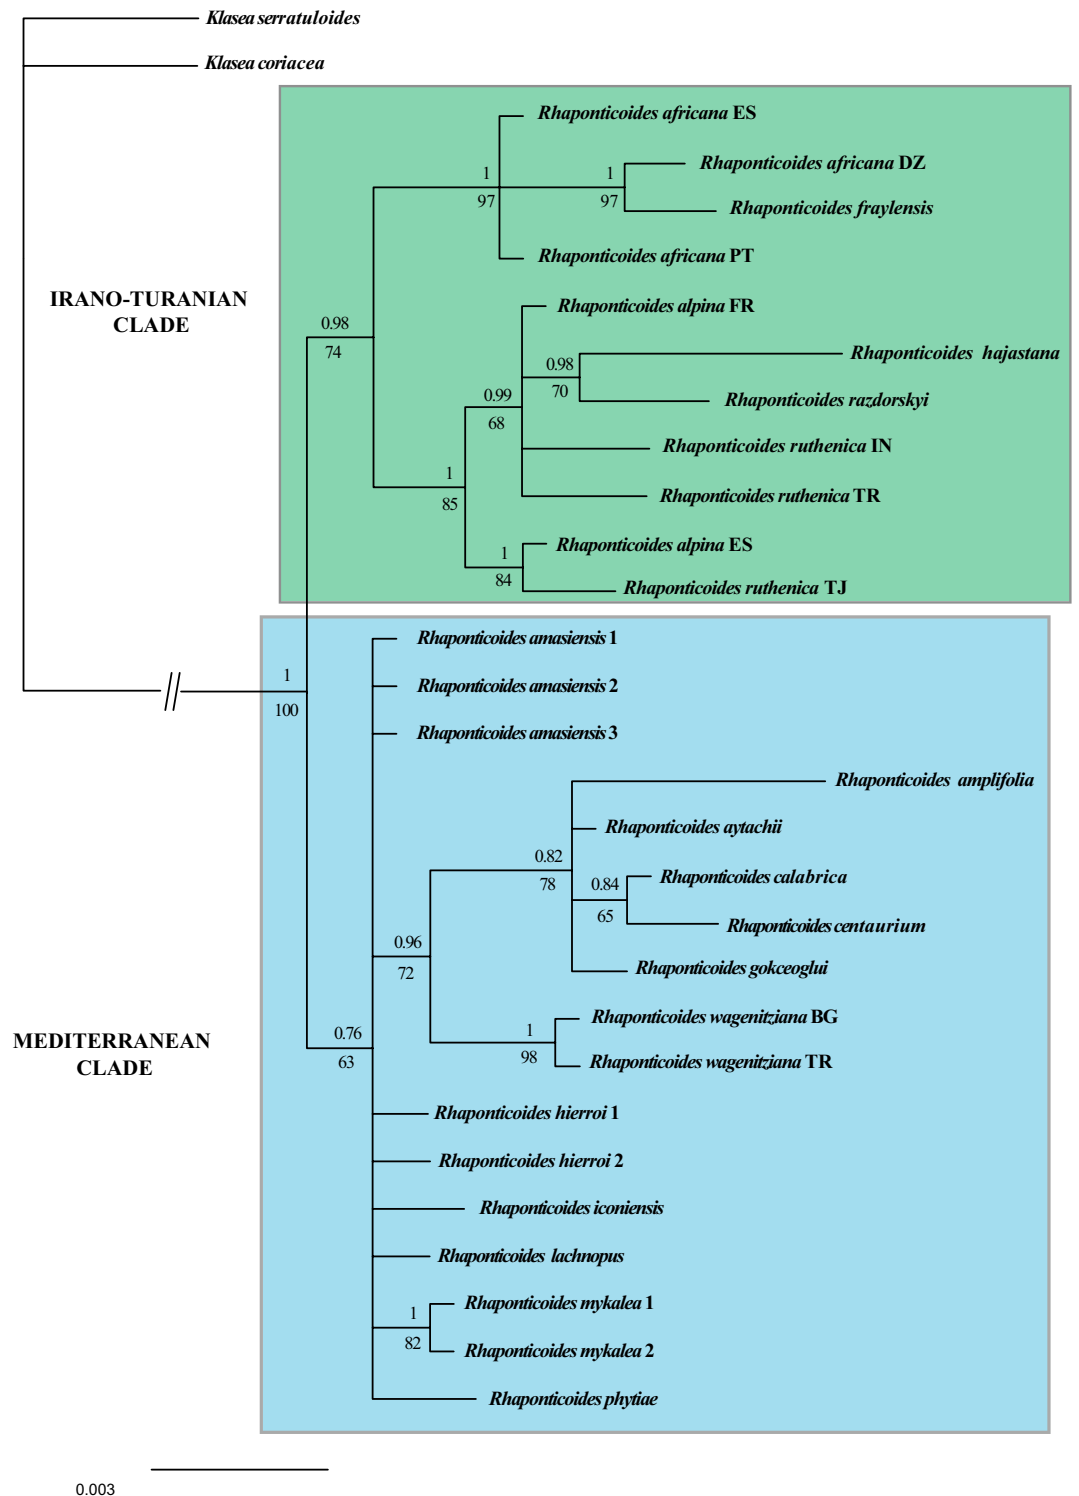 Klasea serratuloides
Klasea coriacea
Rhaponticoides africana ES
1
97
1
97
Rhaponticoides africana DZ
Rhaponticoides fraylensis
Rhaponticoides africana PT
IRANO-TURANIAN
CLADE
0.98
74
Rhaponticoides alpina FR
Rhaponticoides hajastana
0.98
70
Rhaponticoides razdorskyi
0.99
68
Rhaponticoides ruthenica IN
1
85
Rhaponticoides ruthenica TR
Rhaponticoides alpina ES
1
84
Rhaponticoides ruthenica TJ
Rhaponticoides amasiensis 1
1
100
Rhaponticoides amasiensis 2
Rhaponticoides amasiensis 3
Rhaponticoides amplifolia
Rhaponticoides aytachii
0.82
78
Rhaponticoides calabrica
0.84
65
Rhaponticoides centaurium
0.96
72
Rhaponticoides gokceoglui
Rhaponticoides wagenitziana BG
1
98
Rhaponticoides wagenitziana TR
MEDITERRANEAN
CLADE
0.76
63
Rhaponticoides hierroi 1
Rhaponticoides hierroi 2
Rhaponticoides iconiensis
Rhaponticoides lachnopus
Rhaponticoides mykalea 1
1
82
Rhaponticoides mykalea 2
Rhaponticoides phytiae
0.003